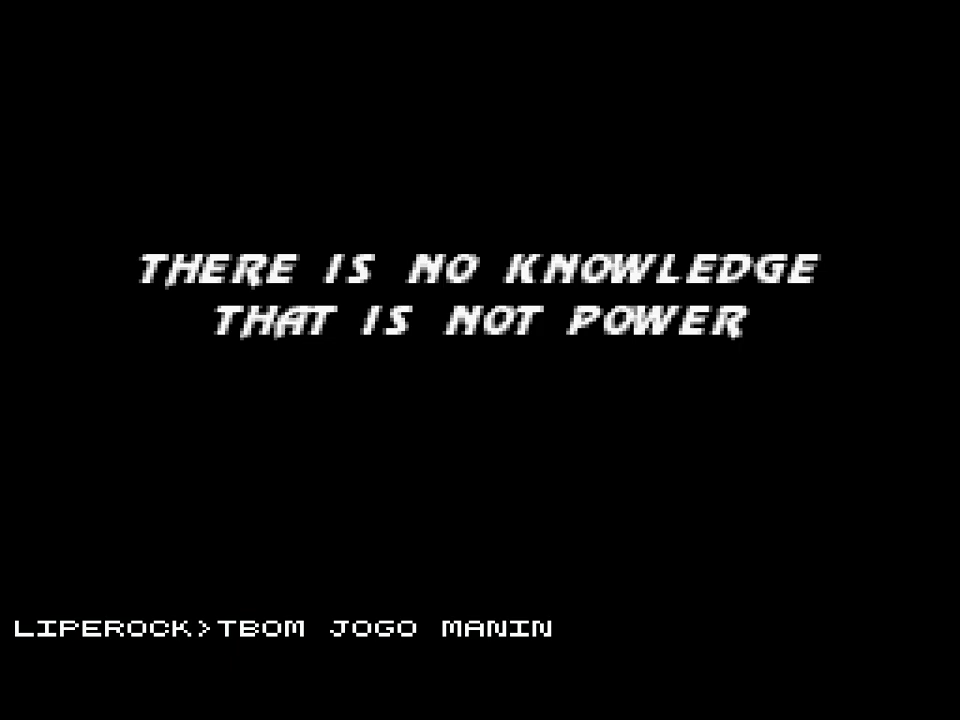 THERE IS NO KNOWLEDGE
THAT IS NOT POWER
LIPEROCK>TBOM JOGO MANIN